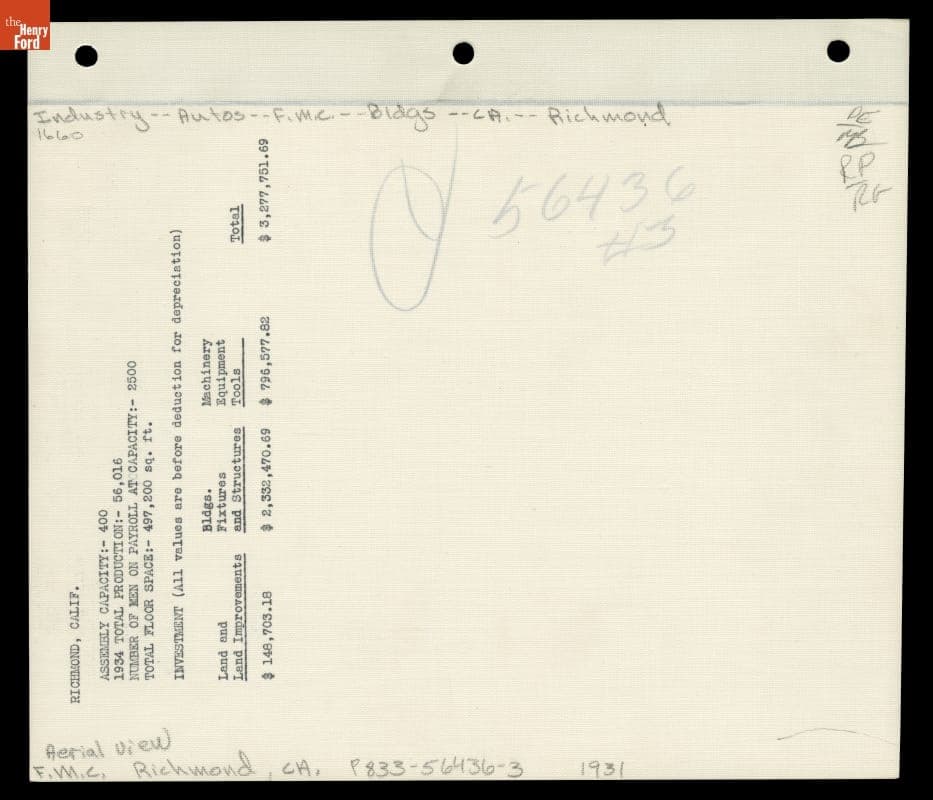 the
Henry
Ford
Industry--Autos--F.M.C.--Bldgs--CA.--Richmond
1660
56436
#3
RP
RICHMOND, CALIF.
ASSEMBLY CAPACITY:- 400
1934 TOTAL PRODUCTION:- 56,016
NUMBER OF MEN ON PAYROLL AT CAPACITY:- 2500
TOTAL FLOOR SPACE:- 497,200 sq. ft.
INVESTMENT (All values are before deduction for depreciation)
Bldgs. Machinery
Land and Fixtures Equipment
Land Improvements and Structures Tools Total
$ 148,703.18 $ 2,332,470.69 $ 796,577.82 $ 3,277,751.69
Aerial View
F.M.C. Richmond, CA. P833-56436-3 1931